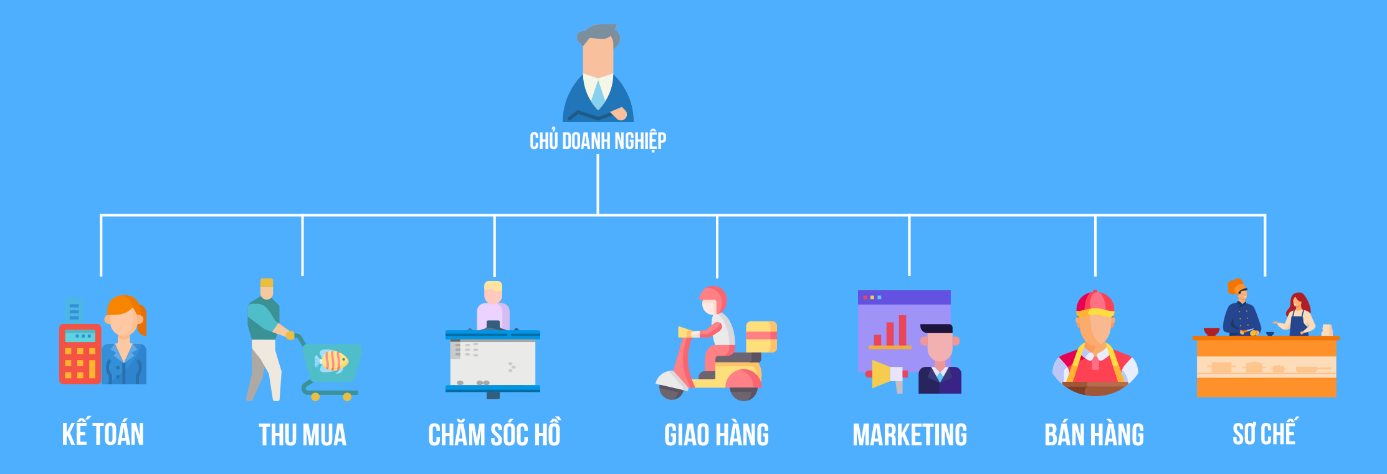 CHỦ DOANH NGHIỆP
KẾ TOÁN
THU MUA
CHĂM SÓC HỒ
GIAO HÀNG
MARKETING
BÁN HÀNG
SƠ CHẾ